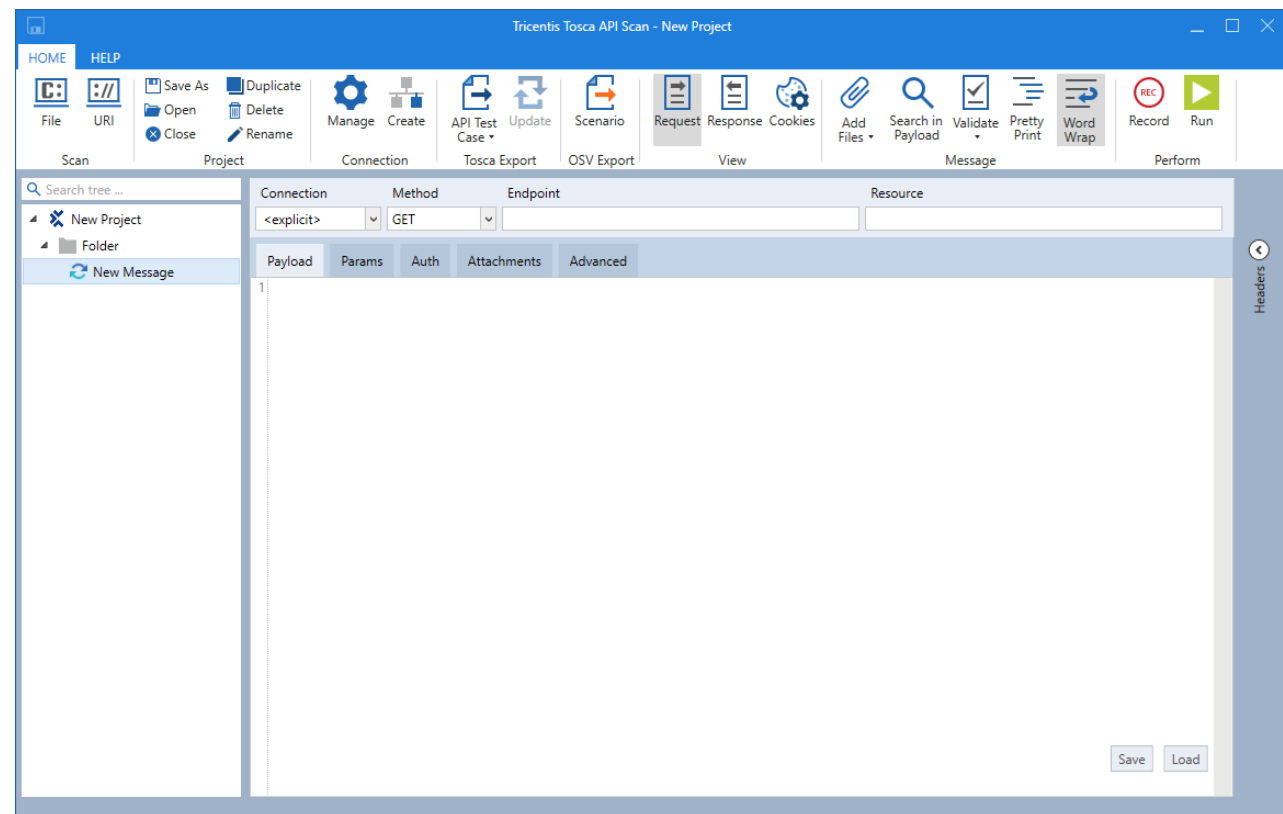 Tricentis Tosca API Scan - New Project
HOME HELP
C: :// Save As Duplicate REC
Open Delete
File URI Manage Create API Test Case Update Scenario Request Response Cookies Add Files Search in Payload Validate Pretty Print Word Wrap Record Run
Close Rename
Scan Project Connection Tosca Export OSV Export View Message Perform
Search tree ...
Connection Method Endpoint Resource
New Project
<explicit> GET
Folder
New Message
Payload Params Auth Attachments Advanced
Headers
1
Save Load